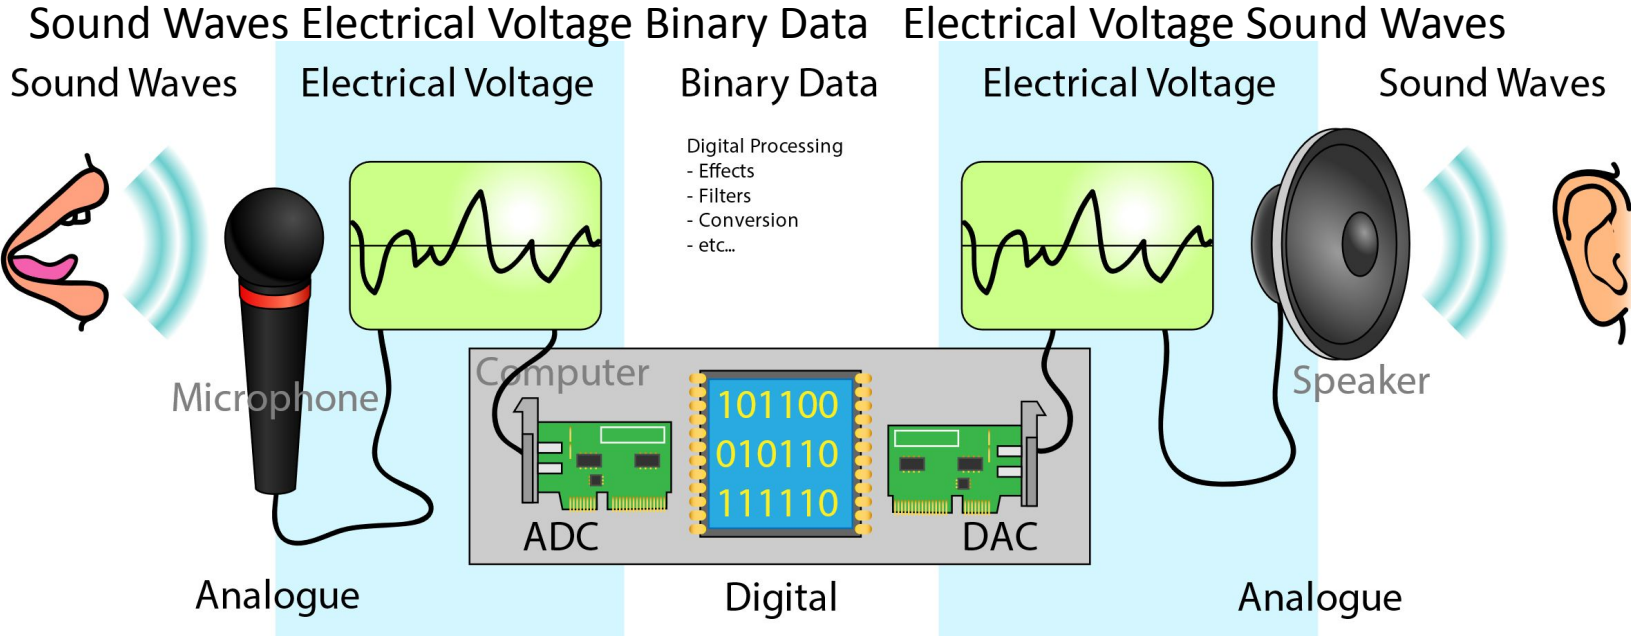 Sound Waves Electrical Voltage Binary Data Electrical Voltage Sound Waves
Sound Waves
Electrical Voltage
Binary Data
Electrical Voltage
Sound Waves
Digital Processing
- Effects
- Filters
- Conversion
- etc...
Microphone
Computer
Speaker
101100
010110
111110
ADC
DAC
Analogue
Digital
Analogue